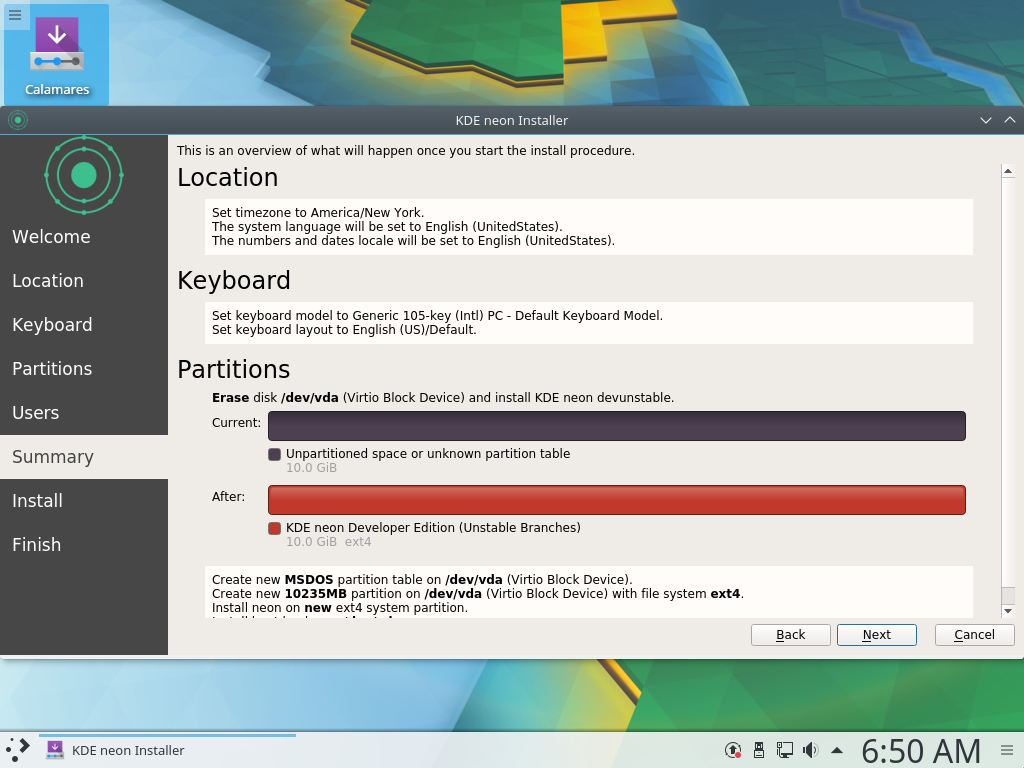 Calamares
KDE neon Installer
This is an overview of what will happen once you start the install procedure.
Welcome
Location
Keyboard
Partitions
Users
Summary
Install
Finish
Location
Set timezone to America/New York.
The system language will be set to English (UnitedStates).
The numbers and dates locale will be set to English (UnitedStates).
Keyboard
Set keyboard model to Generic 105-key (Intl) PC - Default Keyboard Model.
Set keyboard layout to English (US)/Default.
Partitions
Erase disk /dev/vda (Virtio Block Device) and install KDE neon devunstable.
Current:
Unpartitioned space or unknown partition table
10.0 GiB
After:
KDE neon Developer Edition (Unstable Branches)
10.0 GiB ext4
Create new MSDOS partition table on /dev/vda (Virtio Block Device).
Create new 10235MB partition on /dev/vda (Virtio Block Device) with file system ext4.
Install neon on new ext4 system partition.
Back
Next
Cancel
KDE neon Installer
6:50 AM